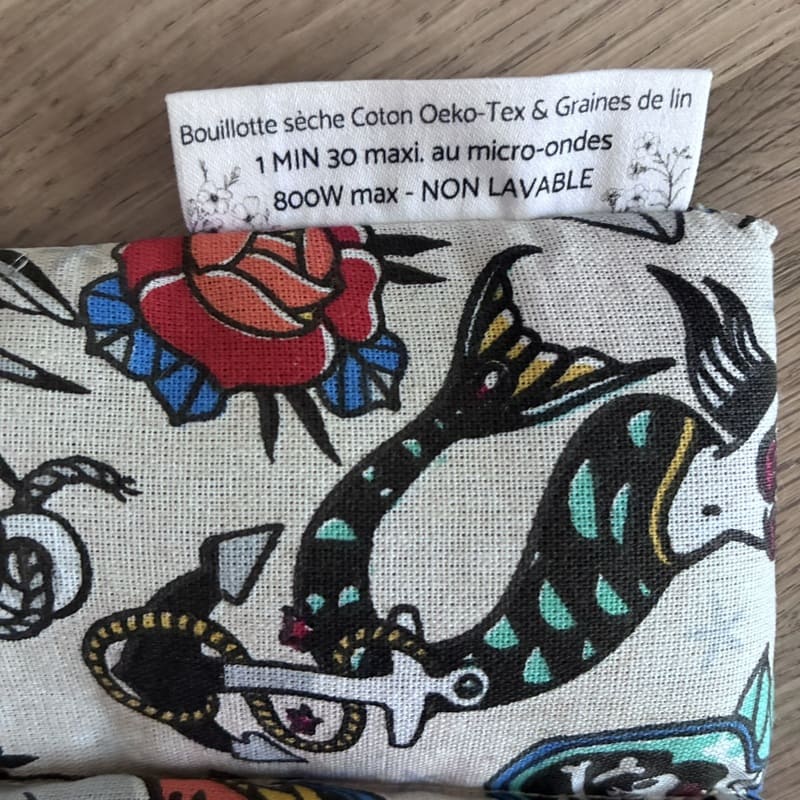 Bouillotte sèche Coton Oeko-Tex & Graines de lin
1 MIN 30 maxi. au micro-ondes
800W max - NON LAVABLE